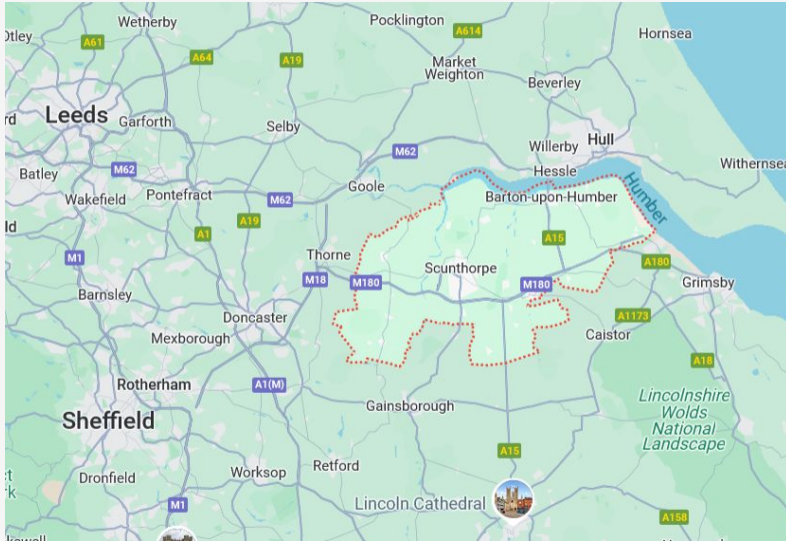 Wetherby
Pocklington
Otley
A61
A64
A19
A614
Hornsea
Market
Weighton
Beverley
Leeds
Garforth
Selby
Willerby
Hull
M62
Hessle
Withernsea
Batley
M62
Goole
Wakefield
Pontefract
M62
Barton-upon-Humber
Humber
A19
A1
A15
M1
Thorne
Scunthorpe
A180
M18
M180
M180
Grimsby
Barnsley
Doncaster
A1173
Mexborough
Caistor
A18
Rotherham
A1(M)
Lincolnshire
Wolds
National
Landscape
Gainsborough
Sheffield
A15
Worksop
Retford
Dronfield
Lincoln Cathedral
M1
A158